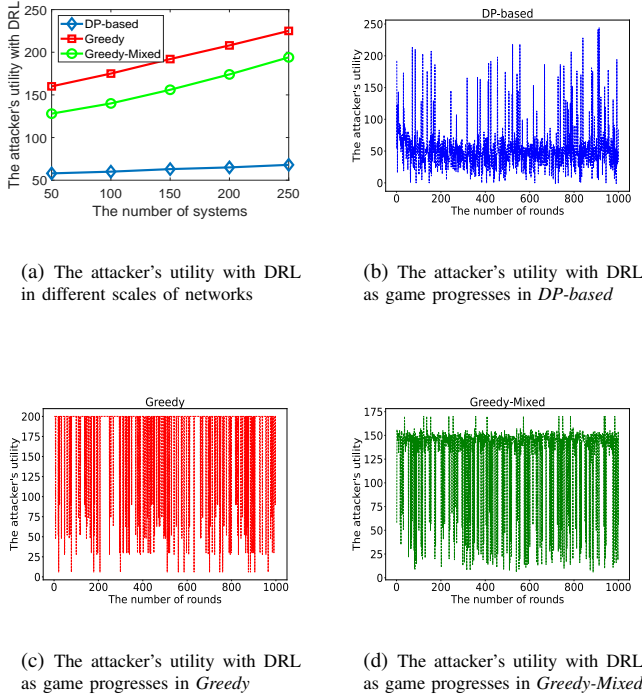 DP-based
Greedy
Greedy-Mixed
The attacker's utility with DRL
250
200
150
100
50
50 100 150 200 250
The number of systems
(a) The attacker's utility with DRL
in different scales of networks
DP-based
The attacker's utility
250
200
150
100
50
0
0 200 400 600 800 1000
The number of rounds
(b) The attacker's utility with DRL
as game progresses in DP-based
Greedy
The attacker's utility
200
175
150
125
100
75
50
25
0
0 200 400 600 800 1000
The number of rounds
(c) The attacker's utility with DRL
as game progresses in Greedy
Greedy-Mixed
The attacker's utility
175
150
125
100
75
50
25
0
0 200 400 600 800 1000
The number of rounds
(d) The attacker's utility with DRL
as game progresses in Greedy-Mixed